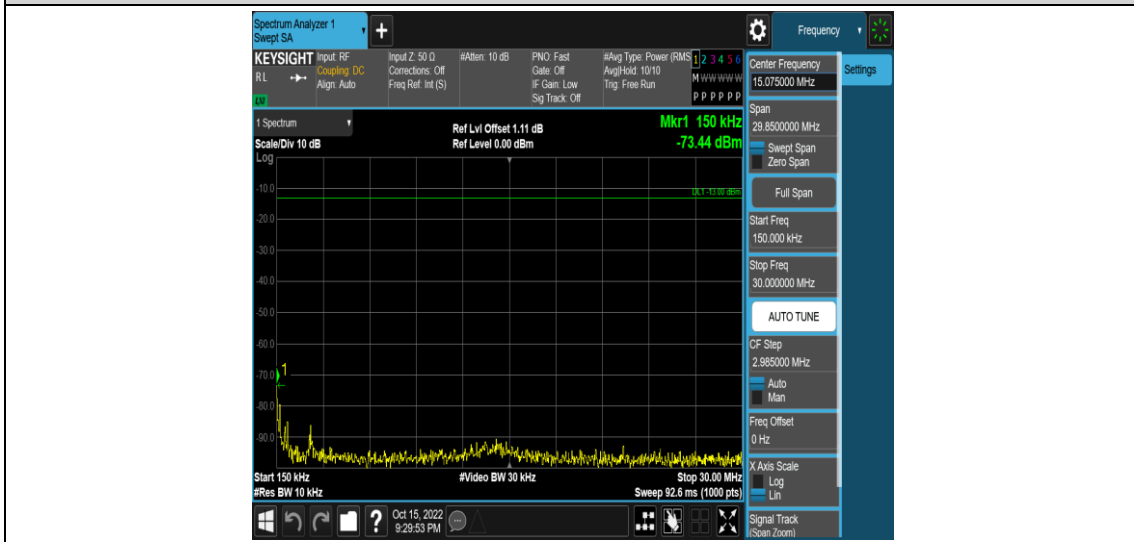 Spectrum Analyzer 1
Swept SA
+
Frequency
KEYSIGHT
RL
LXI
Input: RF
Coupling: DC
Align: Auto
Input Z: 50 Ω
Corrections: Off
Freq Ref: Int (S)
#Atten: 10 dB
PNO: Fast
Gate: Off
IF Gain: Low
Sig Track: Off
#Avg Type: Power (RMS
Avg|Hold: 10/10
Trig: Free Run
1 2 3 4 5 6
M W W W W W
P P P P P P
1 Spectrum
Scale/Div 10 dB
Log
Ref Lvl Offset 1.11 dB
Ref Level 0.00 dBm
Mkr1 150 kHz
-73.44 dBm
DL1 -13.00 dBm
-10.0
-20.0
-30.0
-40.0
-50.0
-60.0
-70.0
-80.0
-90.0
1
Start 150 kHz
#Res BW 10 kHz
#Video BW 30 kHz
Stop 30.00 MHz
Sweep 92.6 ms (1000 pts)
?
Oct 15, 2022
9:29:53 PM
Center Frequency
15.075000 MHz
Settings
Span
29.8500000 MHz
Swept Span
Zero Span
Full Span
Start Freq
150.000 kHz
Stop Freq
30.000000 MHz
AUTO TUNE
CF Step
2.985000 MHz
Auto
Man
Freq Offset
0 Hz
X Axis Scale
Log
Lin
Signal Track
(Span Zoom)